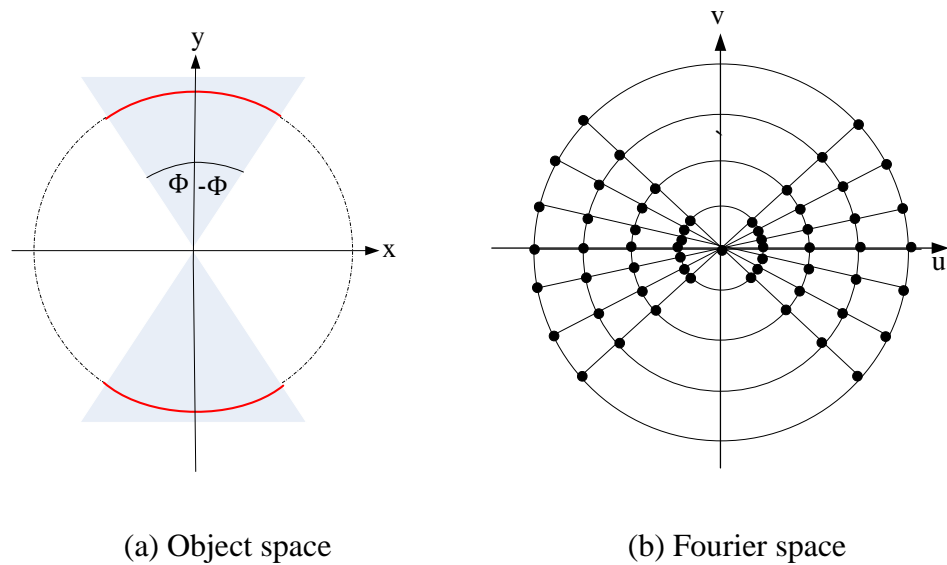 y
Φ -Φ
x
(a) Object space
v
u
(b) Fourier space